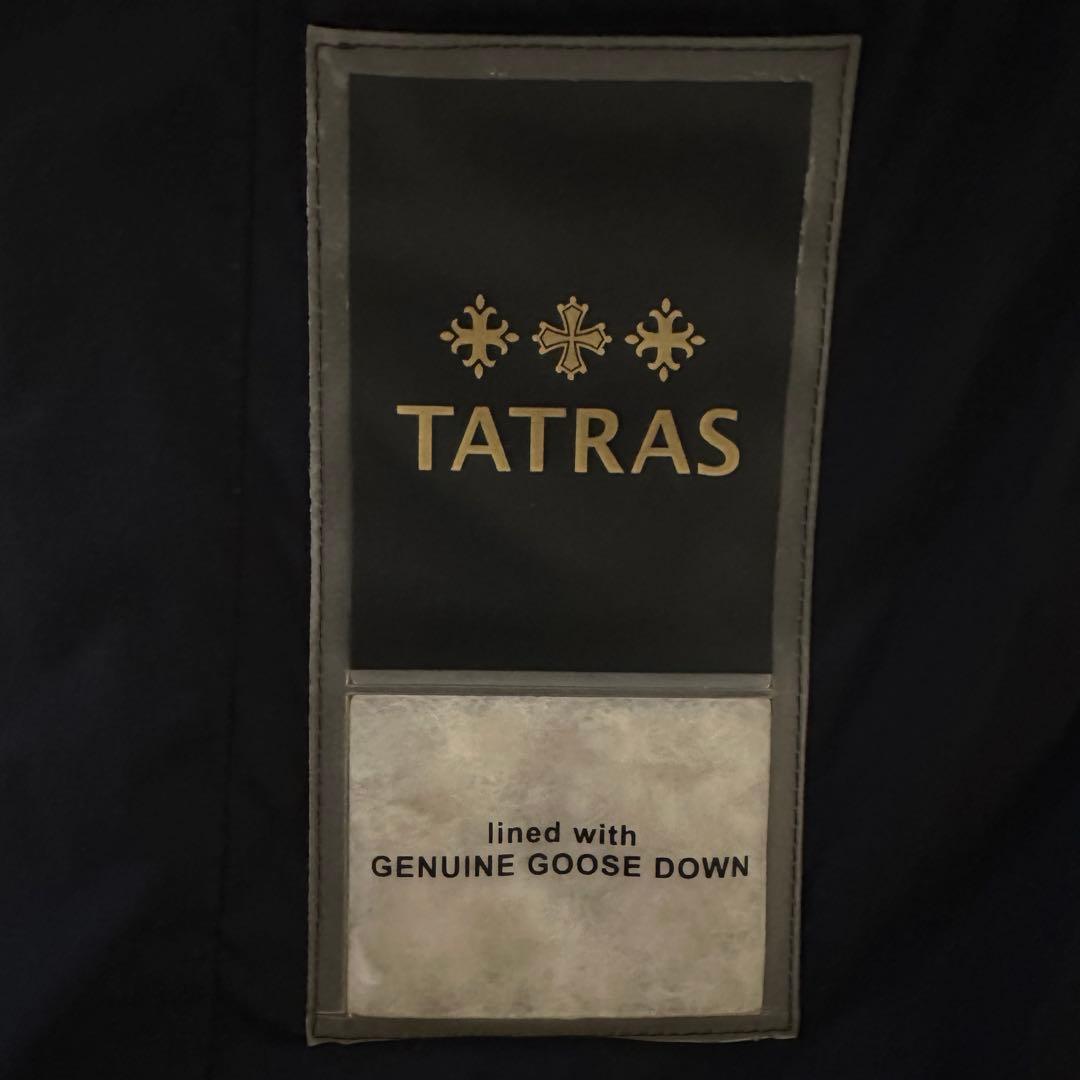 TATRAS
lined with
GENUINE GOOSE DOWN